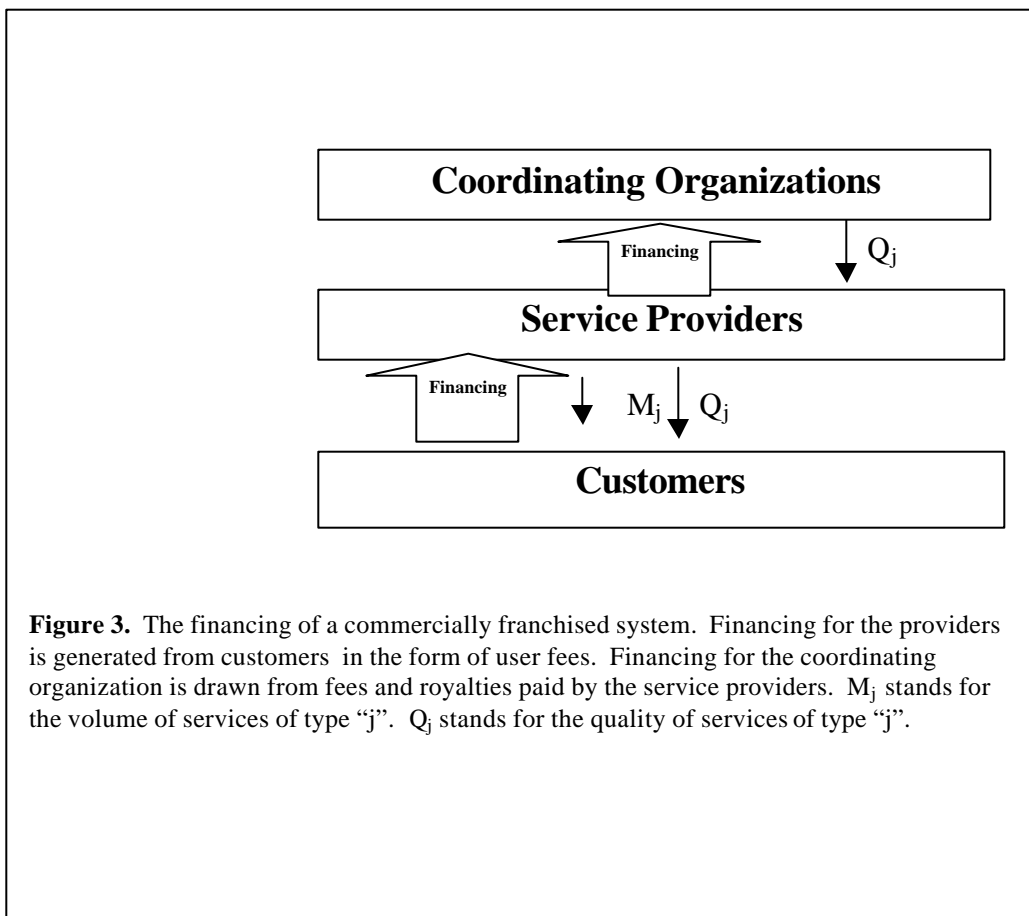 Coordinating Organizations
Financing
Qj
Service Providers
Financing
Mj Qj
Customers
Figure 3. The financing of a commercially franchised system. Financing for the providers
is generated from customers in the form of user fees. Financing for the coordinating
organization is drawn from fees and royalties paid by the service providers. Mj stands for
the volume of services of type “j”. Qj stands for the quality of services of type “j”.